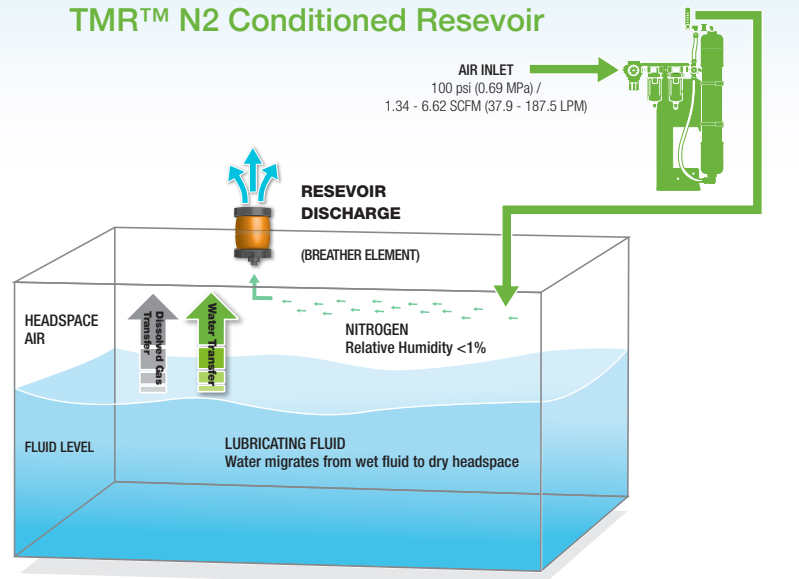 TMR™ N2 Conditioned Resevoir
AIR INLET
100 psi (0.69 MPa) /
1.34 - 6.62 SCFM (37.9 - 187.5 LPM)
RESEVOIR
DISCHARGE
(BREATHER ELEMENT)
HEADSPACE
AIR
Dissolved Gas
Transfer
Water Transfer
NITROGEN
Relative Humidity <1%
FLUID LEVEL
LUBRICATING FLUID
Water migrates from wet fluid to dry headspace